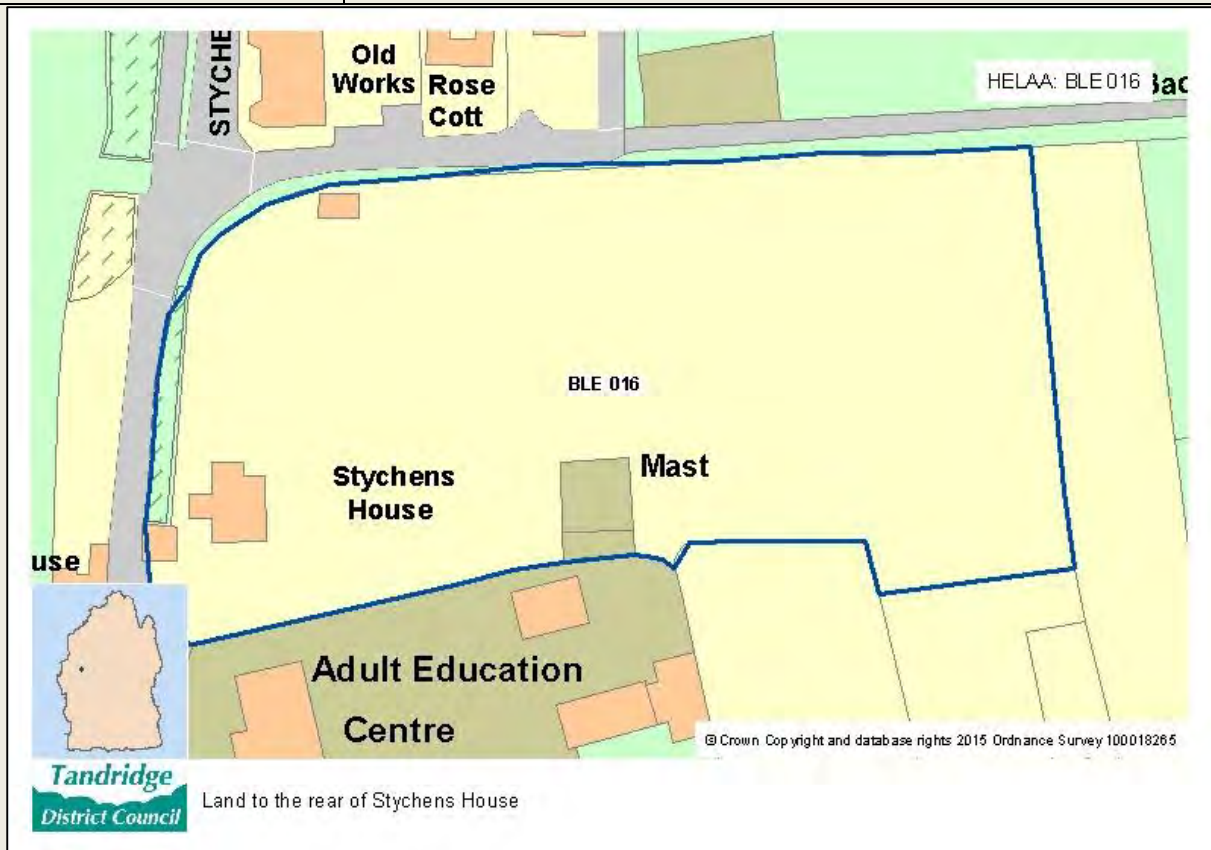 STYCHE
Old
Works
Rose
Cott
HELAA: BLE 016
Bac
BLE 016
Stychens
House
Mast
use
Adult Education
Centre
© Crown Copyright and database rights 2015 Ordnance Survey 100018265
Tandridge
District Council
Land to the rear of Stychens House